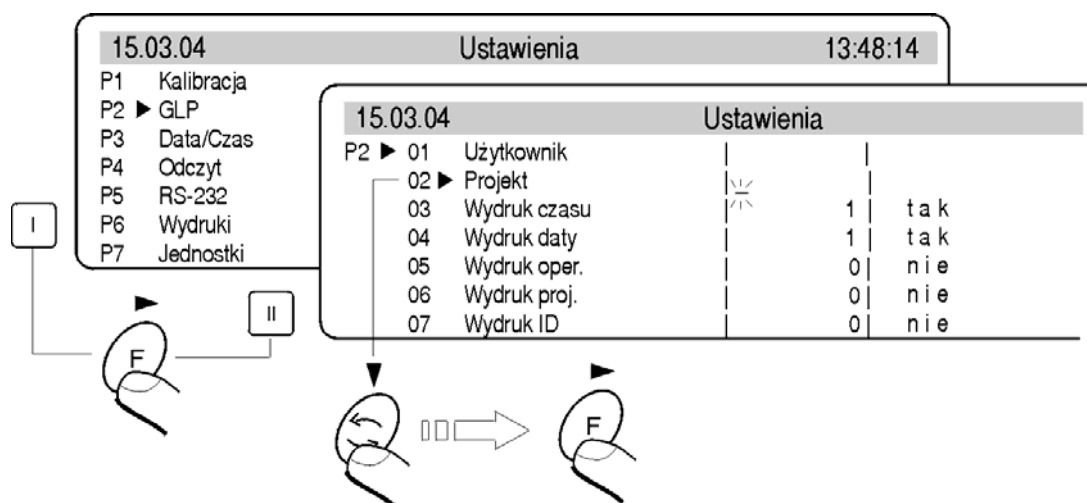 15.03.04 Ustawienia 13:48:14
P1 Kalibracja
P2 ► GLP
P3 Data/Czas
P4 Odczyt
P5 RS-232
P6 Wydruki
P7 Jednostki
15.03.04 Ustawienia
P2 ► 01 Użytkownik | |
02 ► Projekt | – |
03 Wydruk czasu | 1 | tak
04 Wydruk daty | 1 | tak
05 Wydruk oper. | 0 | nie
06 Wydruk proj. | 0 | nie
07 Wydruk ID | 0 | nie
I
II
F
F